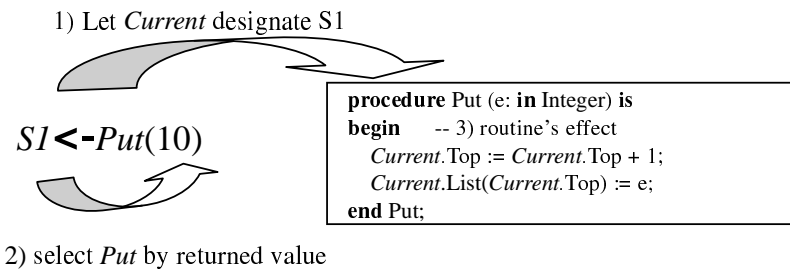 1) Let Current designate S1
procedure Put (e: in Integer) is
begin -- 3) routine's effect
Current.Top := Current.Top + 1;
Current.List(Current.Top) := e;
end Put;
S1<-Put(10)
2) select Put by returned value